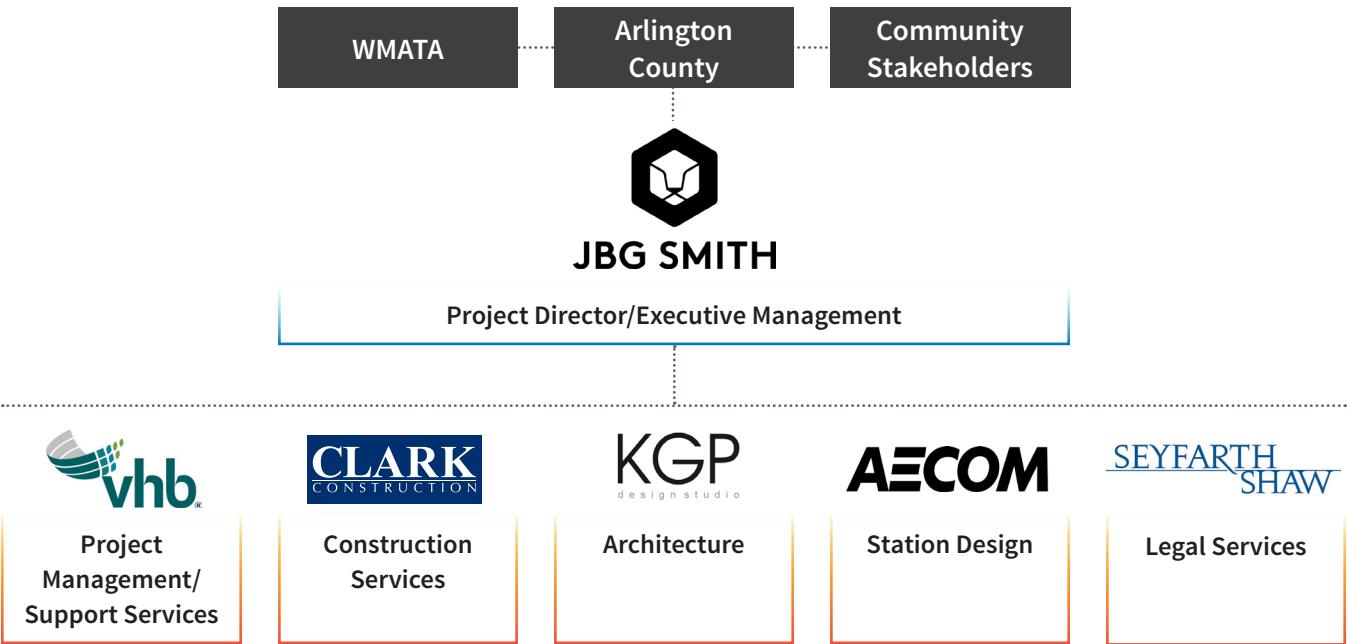 WMATA
Arlington
County
Community
Stakeholders
JBG SMITH
Project Director/Executive Management
vhb®
CLARK
CONSTRUCTION
KGP
design studio
AECOM
SEYFARTH
SHAW
Project
Management/
Support Services
Construction
Services
Architecture
Station Design
Legal Services